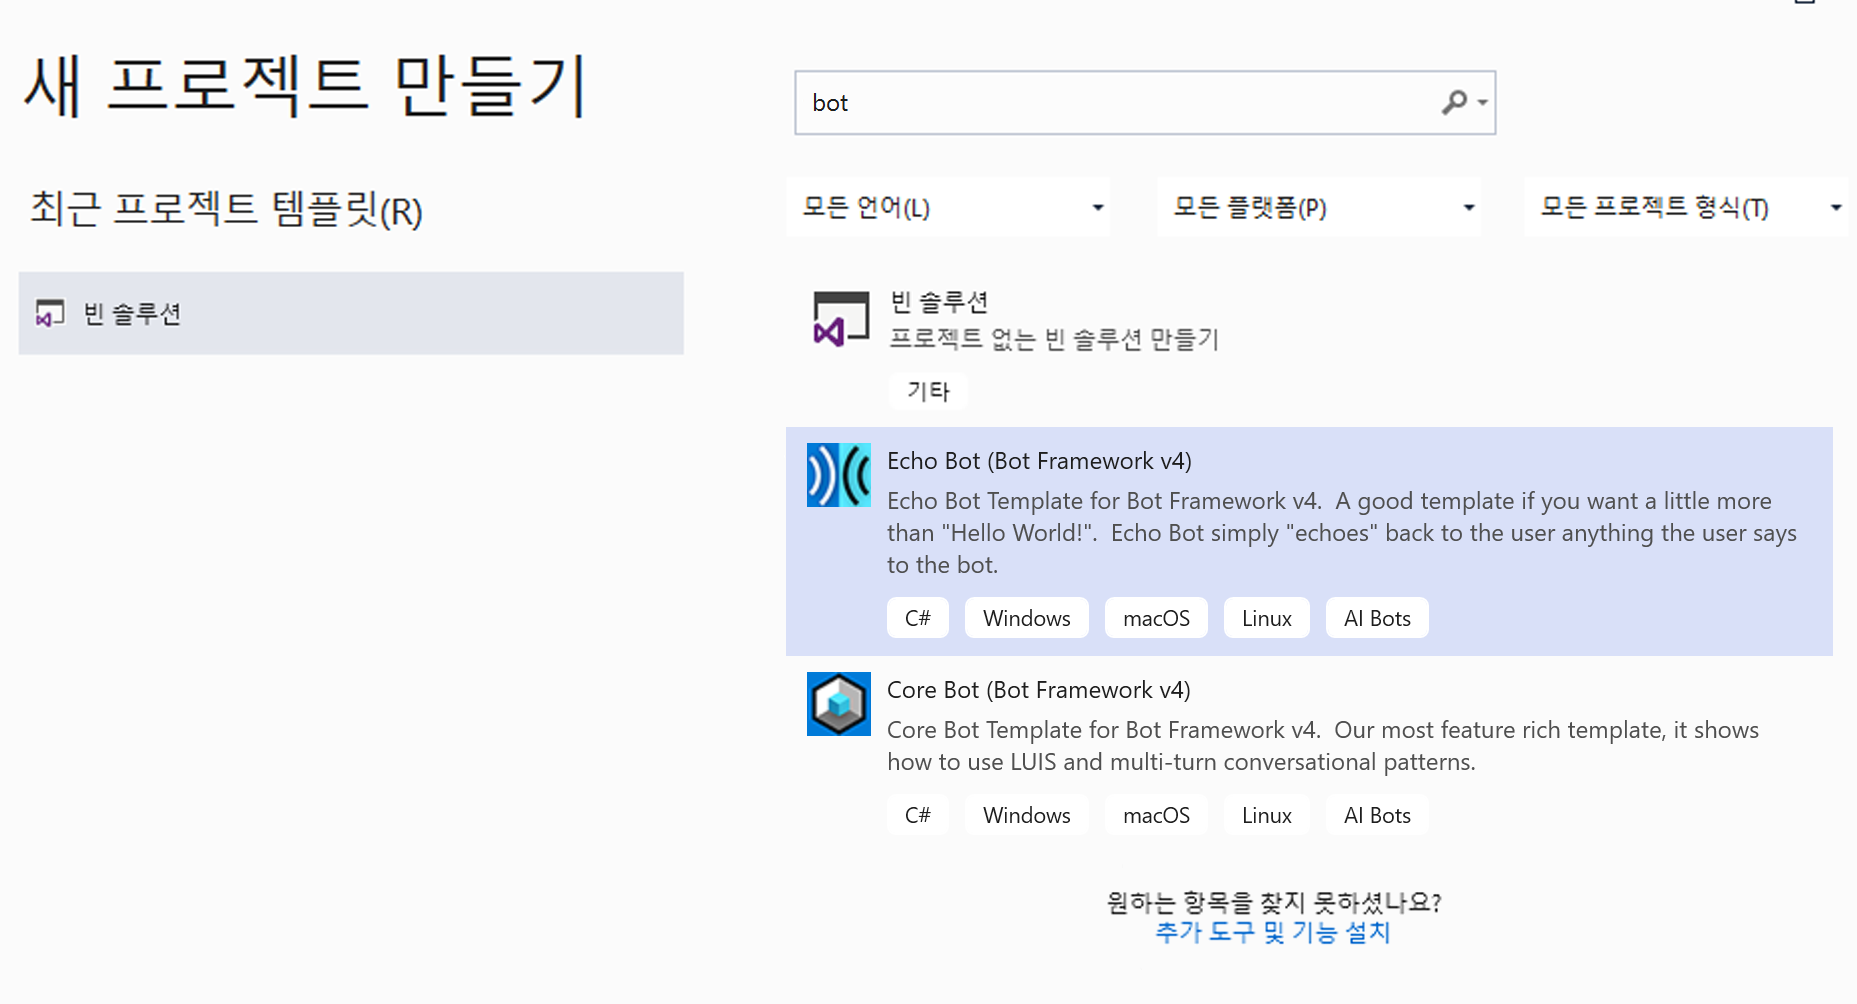 새 프로젝트 만들기
bot
최근 프로젝트 템플릿(R)
모든 언어(L)
모든 플랫폼(P)
모든 프로젝트 형식(T)
빈 솔루션
빈 솔루션
프로젝트 없는 빈 솔루션 만들기
기타
Echo Bot (Bot Framework v4)
Echo Bot Template for Bot Framework v4.  A good template if you want a little more
than "Hello World!".  Echo Bot simply "echoes" back to the user anything the user says
to the bot.
C#
Windows
macOS
Linux
AI Bots
Core Bot (Bot Framework v4)
Core Bot Template for Bot Framework v4.  Our most feature rich template, it shows
how to use LUIS and multi-turn conversational patterns.
C#
Windows
macOS
Linux
AI Bots
원하는 항목을 찾지 못하셨나요?
추가 도구 및 기능 설치